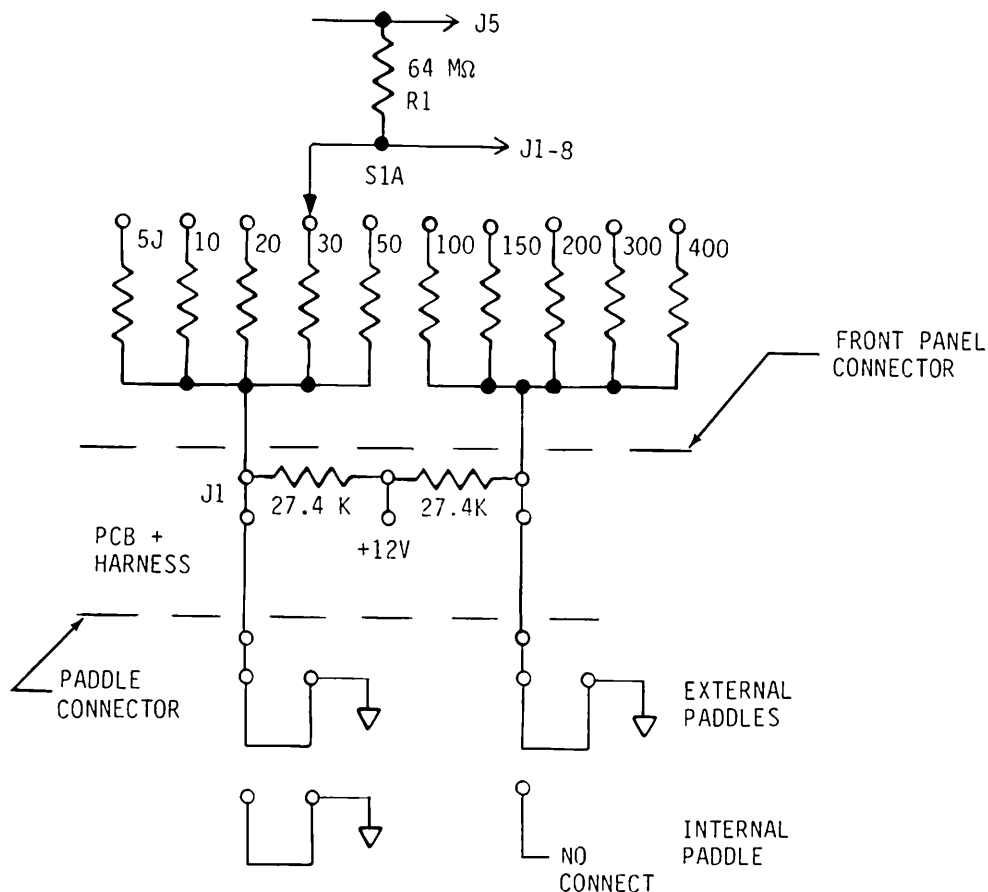 J5
64 MΩ
R1
J1-8
S1A
5J 10 20 30 50 100 150 200 300 400
FRONT PANEL
CONNECTOR
J1
27.4 K 27.4K
+12V
PCB +
HARNESS
PADDLE
CONNECTOR
EXTERNAL
PADDLES
INTERNAL
PADDLE
NO
CONNECT